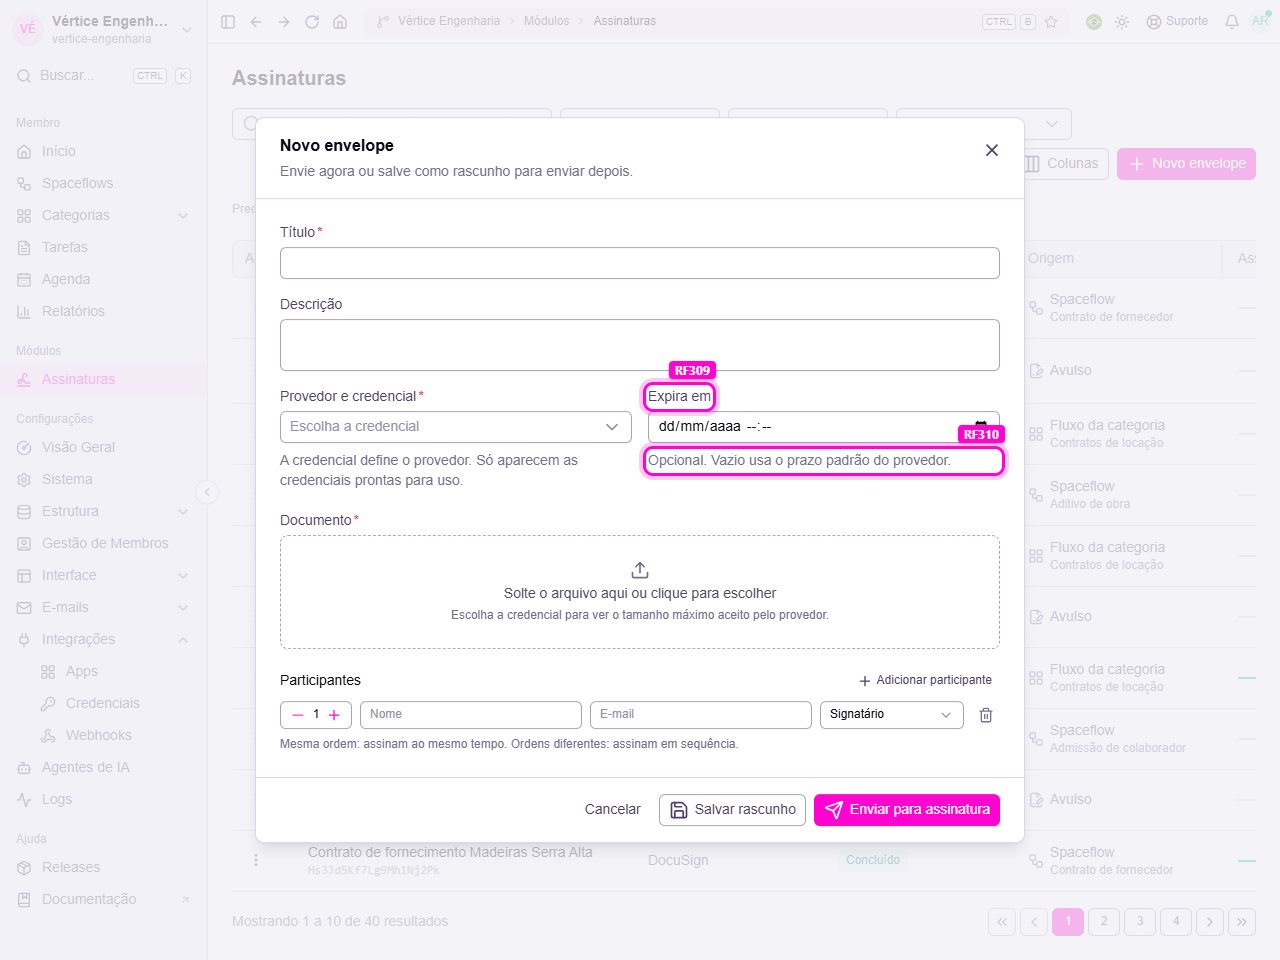 VÉ
Vértice Engenh...
vertice-engenharia
Vértice Engenharia
Módulos
Assinaturas
CTRL
B
Suporte
AR
Buscar...
CTRL
K
Assinaturas
Membro
Início
Spaceflows
Categorias
Tarefas
Agenda
Relatórios
Módulos
Assinaturas
Configurações
Visão Geral
Sistema
Estrutura
Gestão de Membros
Interface
E-mails
Integrações
Apps
Credenciais
Webhooks
Agentes de IA
Logs
Ajuda
Releases
Documentação
Colunas
Novo envelope
Novo envelope
Envie agora ou salve como rascunho para enviar depois.
Título*
Descrição
RF309
Provedor e credencial*
Expira em
Escolha a credencial
dd/mm/aaaa --:--
RF310
A credencial define o provedor. Só aparecem as
credenciais prontas para uso.
Opcional. Vazio usa o prazo padrão do provedor.
Documento*
Solte o arquivo aqui ou clique para escolher
Escolha a credencial para ver o tamanho máximo aceito pelo provedor.
Participantes
Adicionar participante
1
Nome
E-mail
Signatário
Mesma ordem: assinam ao mesmo tempo. Ordens diferentes: assinam em sequência.
Cancelar
Salvar rascunho
Enviar para assinatura
Origem
Spaceflow
Contrato de fornecedor
Avulso
Fluxo da categoria
Contratos de locação
Spaceflow
Aditivo de obra
Fluxo da categoria
Contratos de locação
Avulso
Fluxo da categoria
Contratos de locação
Spaceflow
Admissão de colaborador
Avulso
Contrato de fornecimento Madeiras Serra Alta
Hs3Jd5Kf7Lg9Mh1Nj2Pk
DocuSign
Concluído
Spaceflow
Contrato de fornecedor
Mostrando 1 a 10 de 40 resultados
1
2
3
4